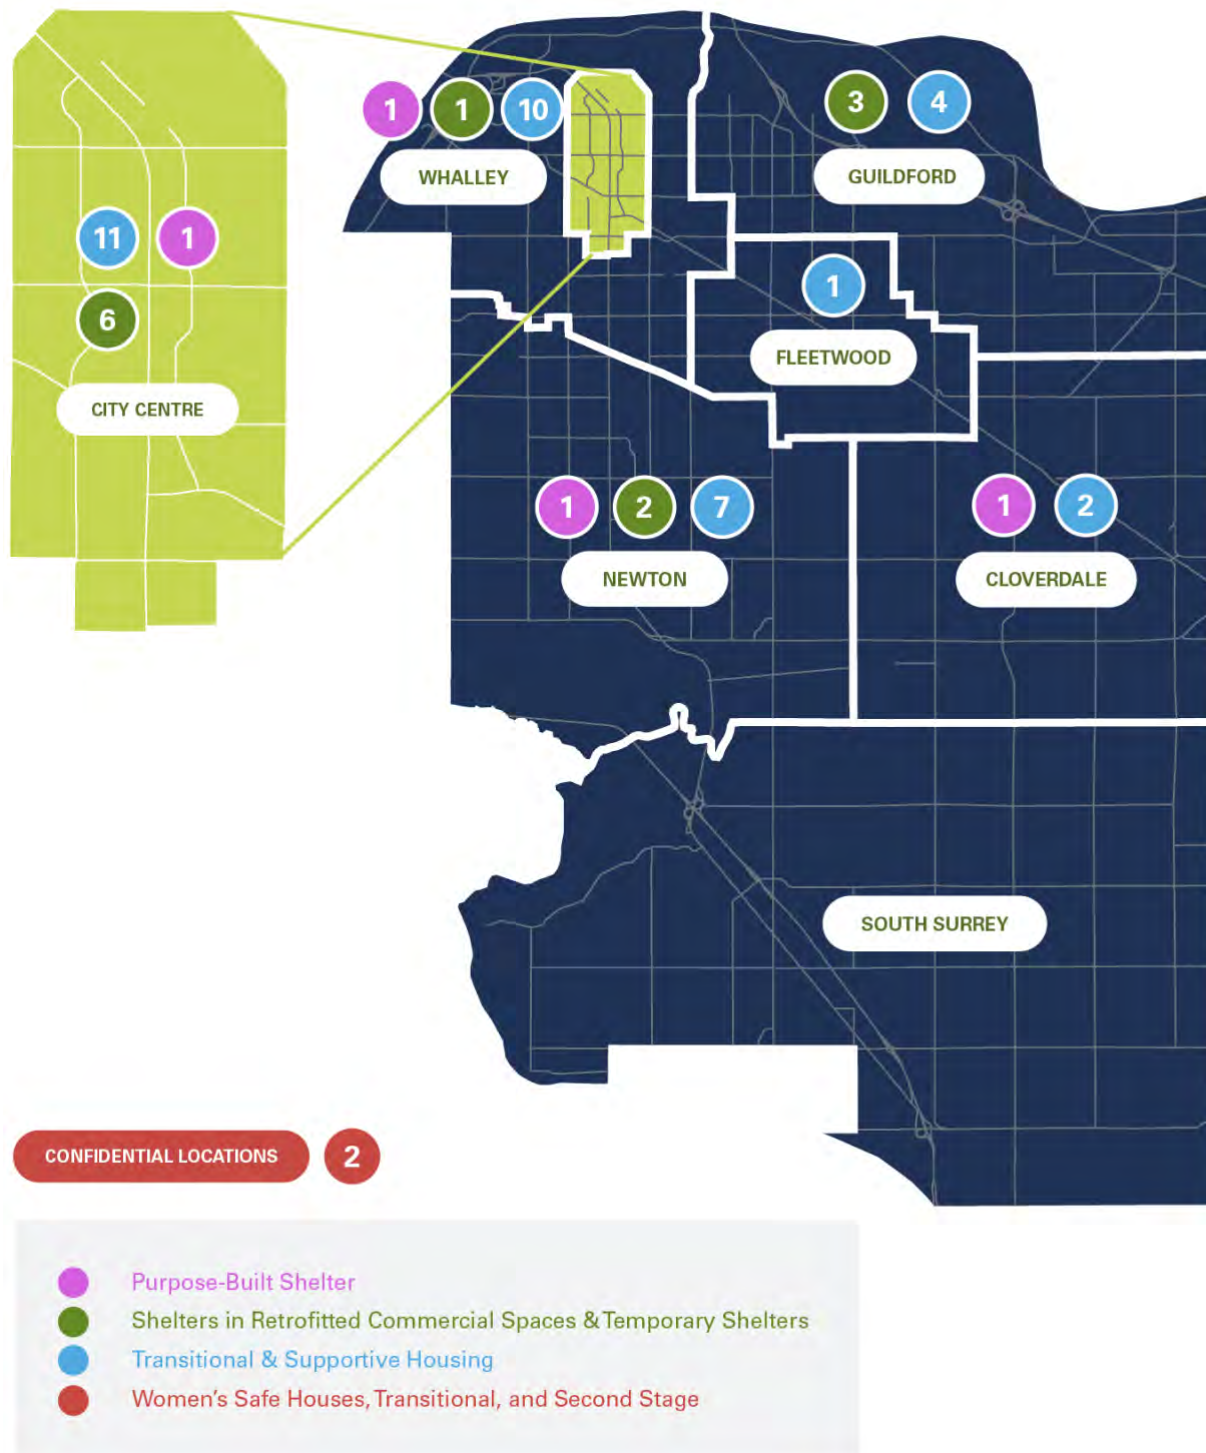 1 1 10
WHALLEY
3 4
GUILDFORD
11 1
6
CITY CENTRE
1
FLEETWOOD
1 2 7
NEWTON
1 2
CLOVERDALE
SOUTH SURREY
CONFIDENTIAL LOCATIONS 2
Purpose-Built Shelter
Shelters in Retrofitted Commercial Spaces & Temporary Shelters
Transitional & Supportive Housing
Women’s Safe Houses, Transitional, and Second Stage